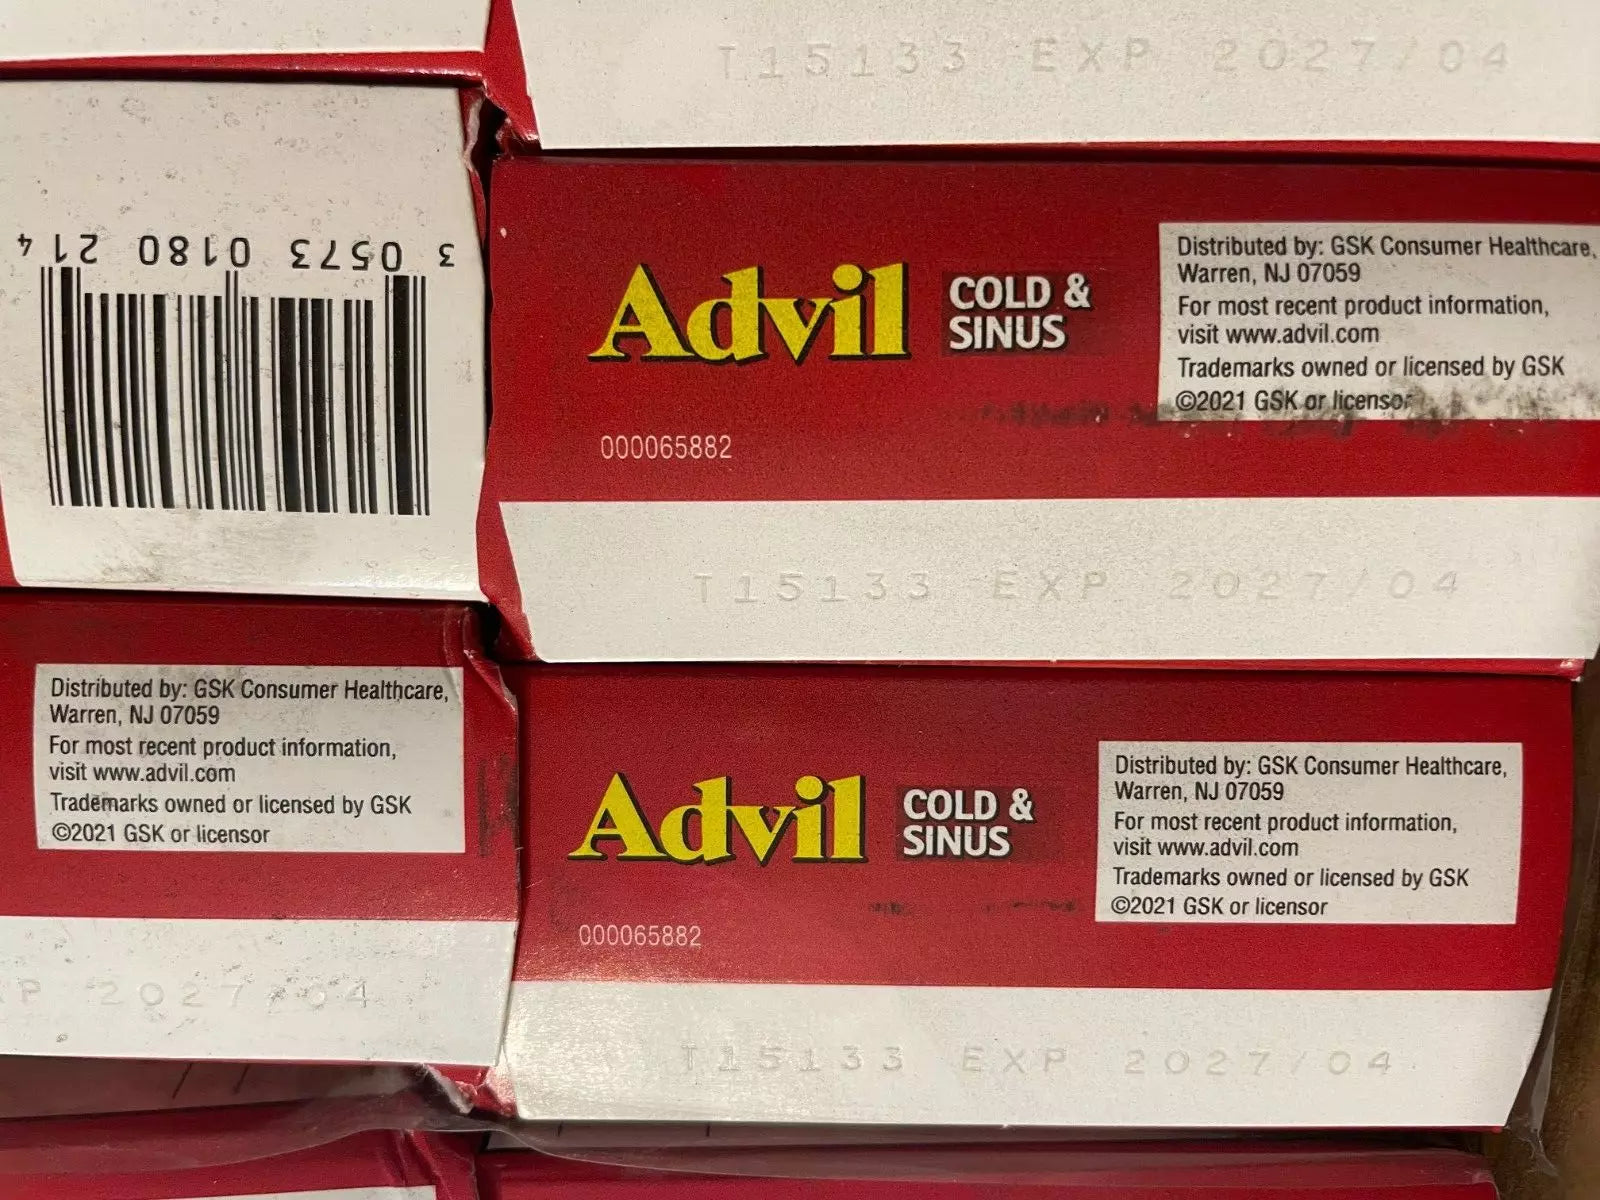 T15133 EXP 2027/04
3 0573 0180 21 4
Advil COLD &
SINUS
Distributed by: GSK Consumer Healthcare,
Warren, NJ 07059
For most recent product information,
visit www.advil.com
Trademarks owned or licensed by GSK
©2021 GSK or licensor
000065882
T15133 EXP 2027/04
Distributed by: GSK Consumer Healthcare,
Warren, NJ 07059
For most recent product information,
visit www.advil.com
Trademarks owned or licensed by GSK
©2021 GSK or licensor
P 2027/04
Advil COLD &
SINUS
Distributed by: GSK Consumer Healthcare,
Warren, NJ 07059
For most recent product information,
visit www.advil.com
Trademarks owned or licensed by GSK
©2021 GSK or licensor
000065882
T15133 EXP 2027/04